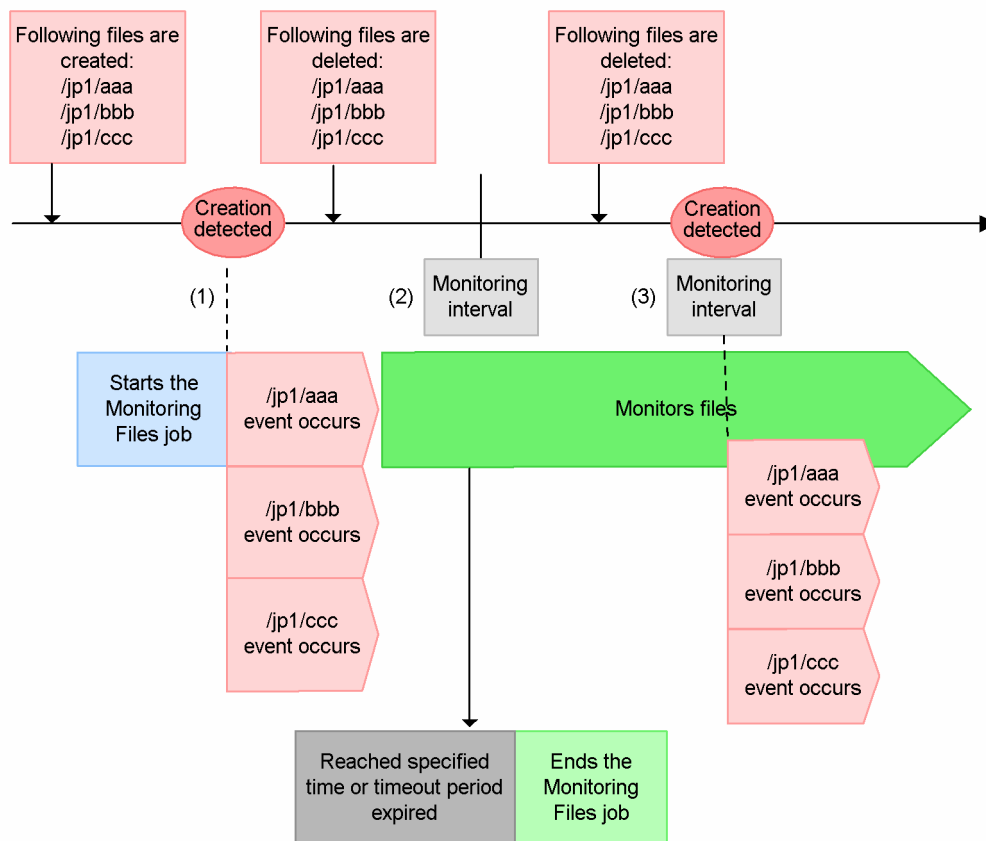 Following files are
created:
/jp1/aaa
/jp1/bbb
/jp1/ccc
Following files are
deleted:
/jp1/aaa
/jp1/bbb
/jp1/ccc
Following files are
deleted:
/jp1/aaa
/jp1/bbb
/jp1/ccc
Creation
detected
Creation
detected
(1)
(2)
Monitoring
interval
(3)
Monitoring
interval
Starts the
Monitoring
Files job
/jp1/aaa
event occurs
Monitors files
/jp1/bbb
event occurs
/jp1/ccc
event occurs
/jp1/aaa
event occurs
/jp1/bbb
event occurs
/jp1/ccc
event occurs
Reached specified
time or timeout period
expired
Ends the
Monitoring
Files job